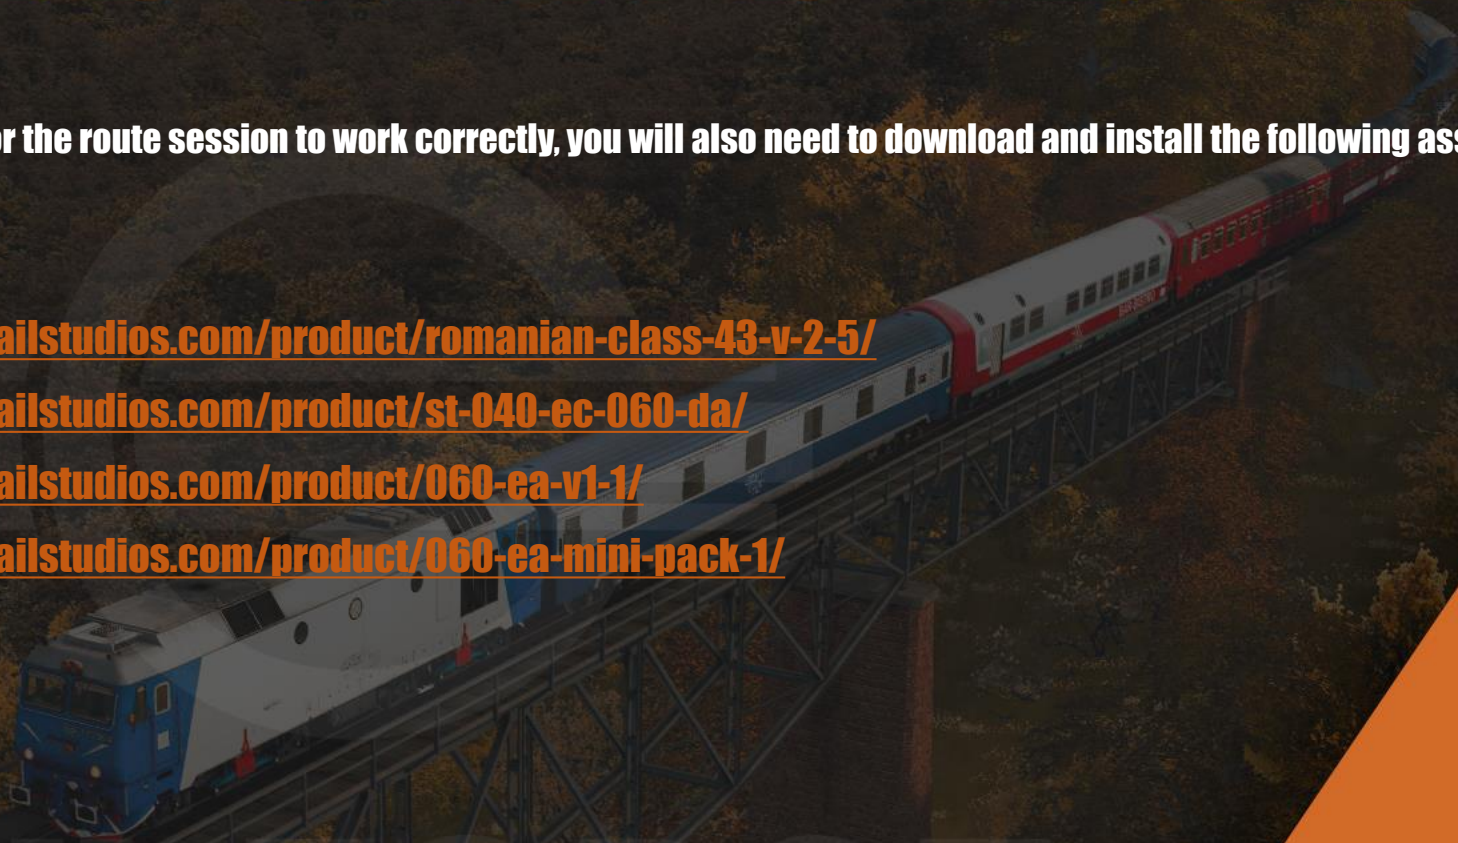 or the route session to work correctly, you will also need to download and install the following ass
ailstudios.com/product/romanian-class-43-v-2-5/
ailstudios.com/product/st-040-ec-060-da/
ailstudios.com/product/060-ea-v1-1/
ailstudios.com/product/060-ea-mini-pack-1/
BAR-BISTRO